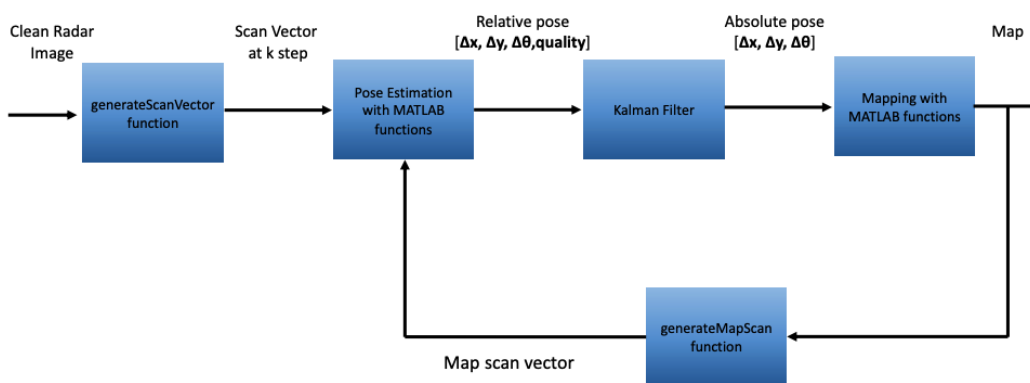 Clean Radar
Image
Scan Vector
at k step
Relative pose
[Δx, Δy, Δθ,quality]
Absolute pose
[Δx, Δy, Δθ]
Map
generateScanVector
function
Pose Estimation
with MATLAB
functions
Kalman Filter
Mapping with
MATLAB functions
generateMapScan
function
Map scan vector